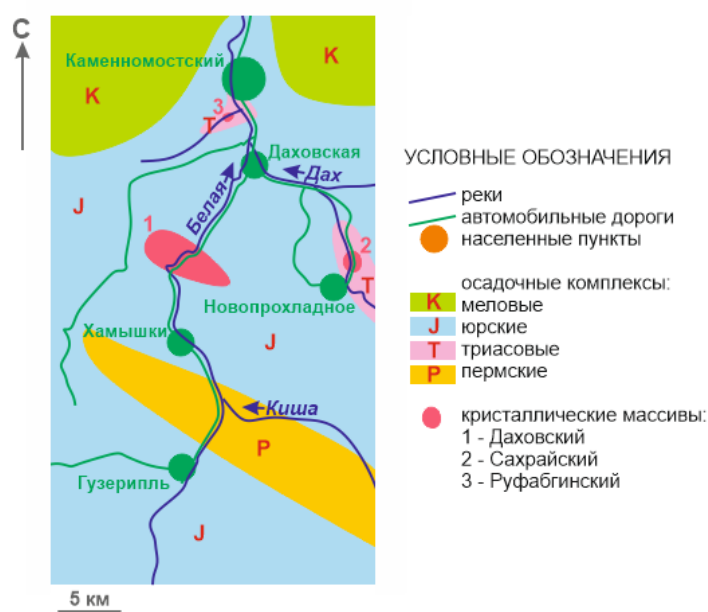 С
Каменномостский
К
К
3
Т
Даховская
Дах
Белая
J
1
2
Т
Новопрохладное
Хамышки
J
Киша
Р
Гузерипль
J
5 км
УСЛОВНЫЕ ОБОЗНАЧЕНИЯ
реки
автомобильные дороги
населенные пункты
осадочные комплексы:
К меловые
J юрские
Т триасовые
Р пермские
кристаллические массивы:
1 - Даховский
2 - Сахрайский
3 - Руфабгинский